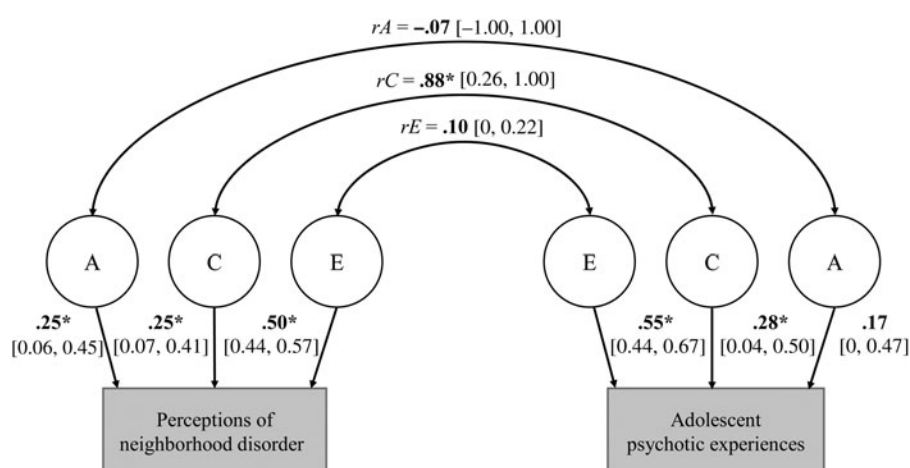 rA = –.07 [–1.00, 1.00]
rC = .88* [0.26, 1.00]
rE = .10 [0, 0.22]
A C E E C A
.25* .25* .50* .55* .28* .17
[0.06, 0.45] [0.07, 0.41] [0.44, 0.57] [0.44, 0.67] [0.04, 0.50] [0, 0.47]
Perceptions of
neighborhood disorder
Adolescent
psychotic experiences